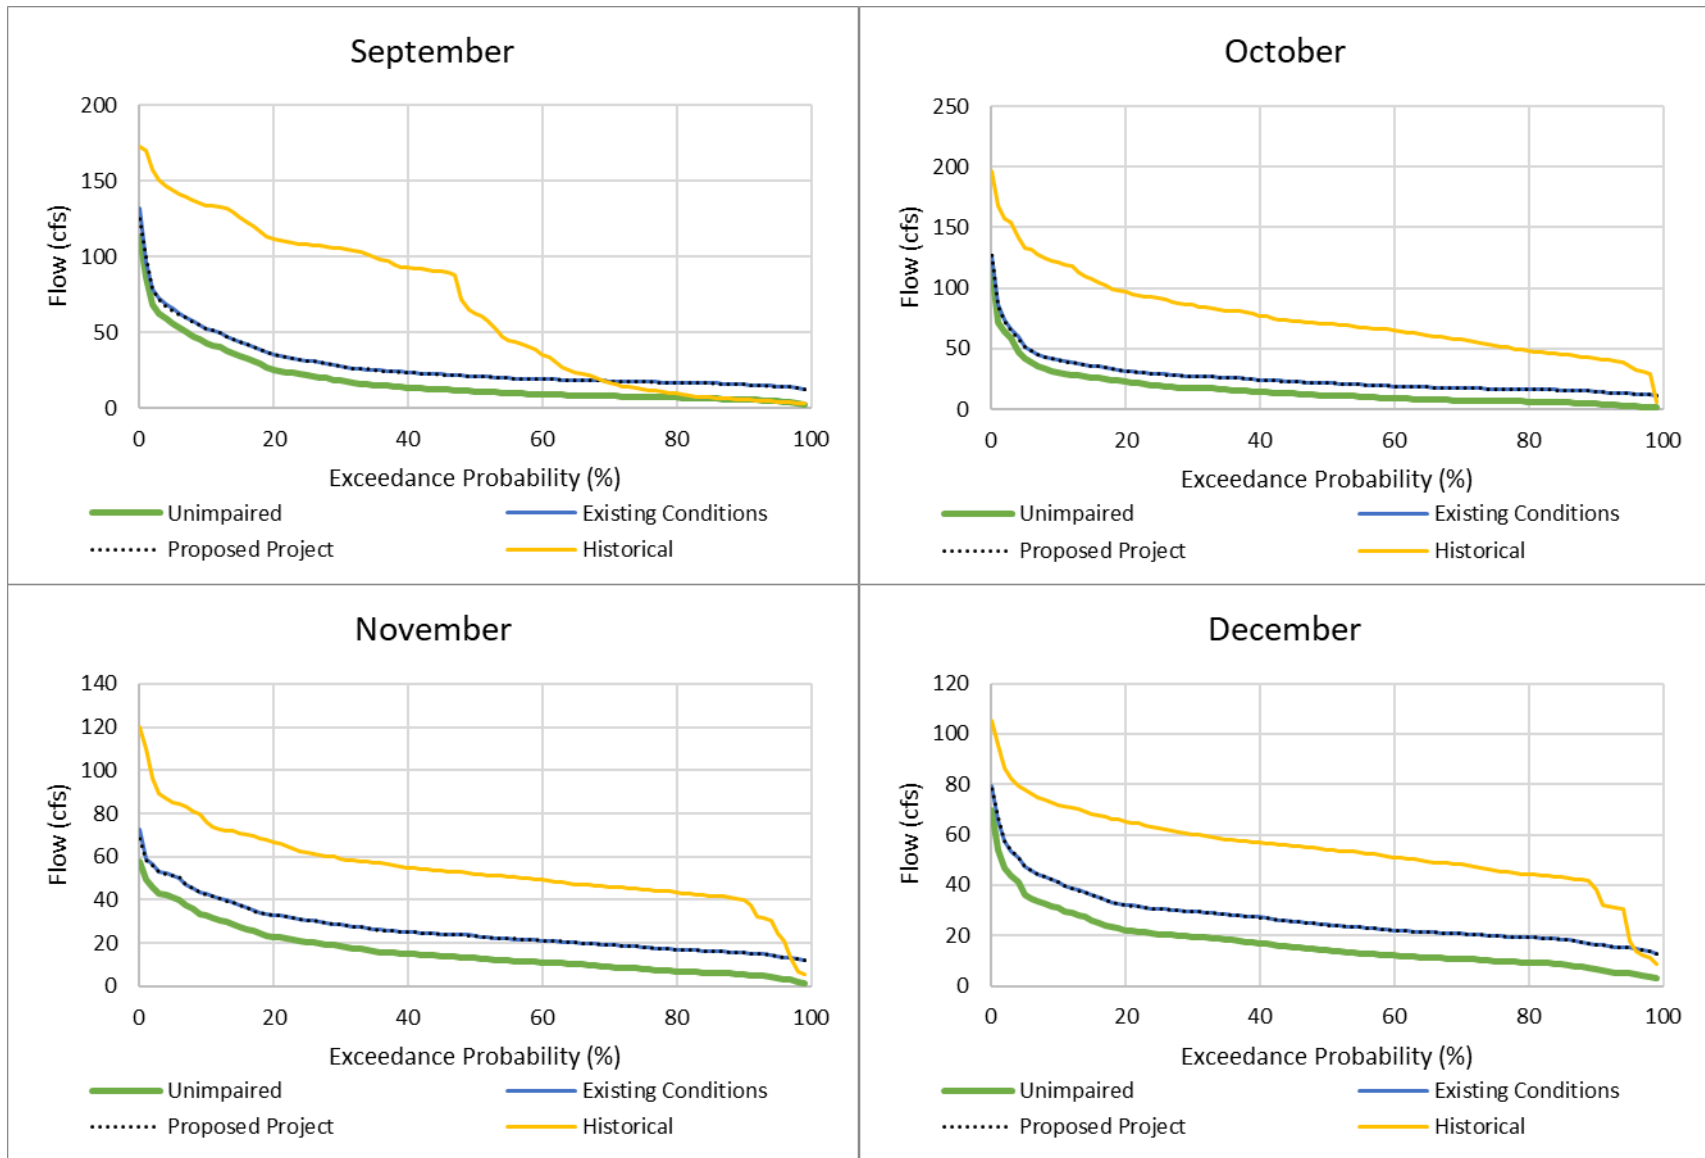 September
200
150
100
50
0
Flow (cfs)
0 20 40 60 80 100
Exceedance Probability (%)
Unimpaired Existing Conditions
Proposed Project Historical
October
250
200
150
100
50
0
Flow (cfs)
0 20 40 60 80 100
Exceedance Probability (%)
Unimpaired Existing Conditions
Proposed Project Historical
November
140
120
100
80
60
40
20
0
Flow (cfs)
0 20 40 60 80 100
Exceedance Probability (%)
Unimpaired Existing Conditions
Proposed Project Historical
December
120
100
80
60
40
20
0
Flow (cfs)
0 20 40 60 80 100
Exceedance Probability (%)
Unimpaired Existing Conditions
Proposed Project Historical